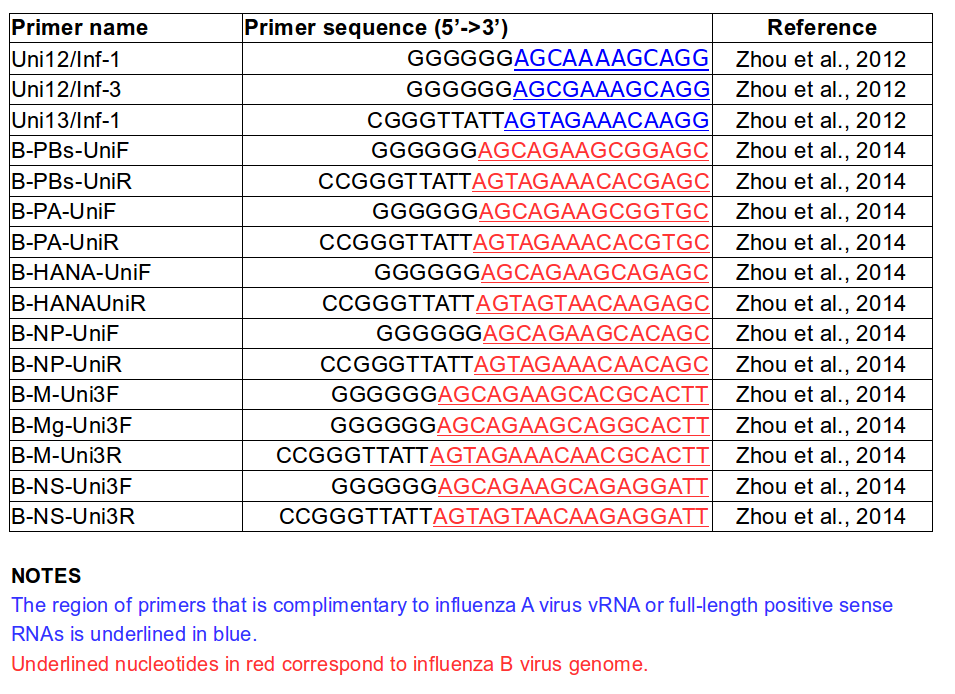 Primer name Primer sequence (5’->3’) Reference
Uni12/Inf-1 GGGGGGAGCAAAAGCAGG Zhou et al., 2012
Uni12/Inf-3 GGGGGGAGCGAAAGCAGG Zhou et al., 2012
Uni13/Inf-1 CGGGTTATTAGTAGAAACAAGG Zhou et al., 2012
B-PBs-UniF GGGGGGAGCAGAAGCGGAGC Zhou et al., 2014
B-PBs-UniR CCGGGTTATTAGTAGAAACACGAGC Zhou et al., 2014
B-PA-UniF GGGGGGAGCAGAAGCGGTGC Zhou et al., 2014
B-PA-UniR CCGGGTTATTAGTAGAAACACGTGC Zhou et al., 2014
B-HANA-UniF GGGGGGAGCAGAAGCAGAGC Zhou et al., 2014
B-HANAUniR CCGGGTTATTAGTAGTAACAAGAGC Zhou et al., 2014
B-NP-UniF GGGGGGAGCAGAAGCACAGC Zhou et al., 2014
B-NP-UniR CCGGGTTATTAGTAGAAACAACAGC Zhou et al., 2014
B-M-Uni3F GGGGGGAGCAGAAGCACGCACTT Zhou et al., 2014
B-Mg-Uni3F GGGGGGAGCAGAAGCAGGCACTT Zhou et al., 2014
B-M-Uni3R CCGGGTTATTAGTAGAAACAACGCACTT Zhou et al., 2014
B-NS-Uni3F GGGGGGAGCAGAAGCAGAGGATT Zhou et al., 2014
B-NS-Uni3R CCGGGTTATTAGTAGTAACAAGAGGATT Zhou et al., 2014
NOTES
The region of primers that is complimentary to influenza A virus vRNA or full-length positive sense
RNAs is underlined in blue.
Underlined nucleotides in red correspond to influenza B virus genome.